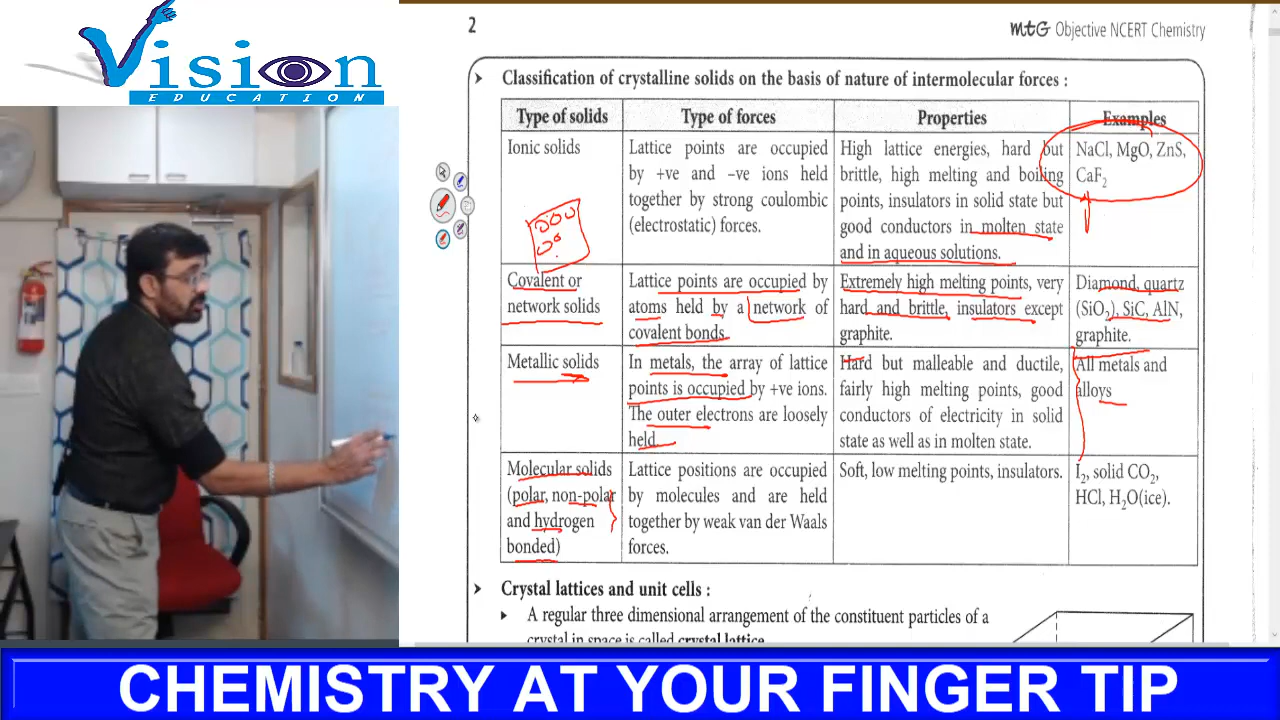 Vision
EDUCATION
2
mtG Objective NCERT Chemistry
Classification of crystalline solids on the basis of nature of intermolecular forces :
Type of solids
Type of forces
Properties
Examples
Ionic solids
Lattice points are occupied
by +ve and –ve ions held
together by strong coulombic
(electrostatic) forces.
High lattice energies, hard but
brittle, high melting and boiling
points, insulators in solid state but
good conductors in molten state
and in aqueous solutions.
NaCl, MgO, ZnS,
CaF₂
Covalent or
network solids
Lattice points are occupied by
atoms held by a network of
covalent bonds.
Extremely high melting points, very
hard and brittle, insulators except
graphite.
Diamond, quartz
(SiO₂), SiC, AlN,
graphite.
Metallic solids
In metals, the array of lattice
points is occupied by +ve ions.
The outer electrons are loosely
held
Hard but malleable and ductile,
fairly high melting points, good
conductors of electricity in solid
state as well as in molten state.
All metals and
alloys
Molecular solids
(polar, non-polar
and hydrogen
bonded)
Lattice positions are occupied
by molecules and are held
together by weak van der Waals
forces.
Soft, low melting points, insulators.
I₂, solid CO₂,
HCl, H₂O(ice).
Crystal lattices and unit cells :
A regular three dimensional arrangement of the constituent particles of a
crystal in space is called crystal lattice.
CHEMISTRY AT YOUR FINGER TIP